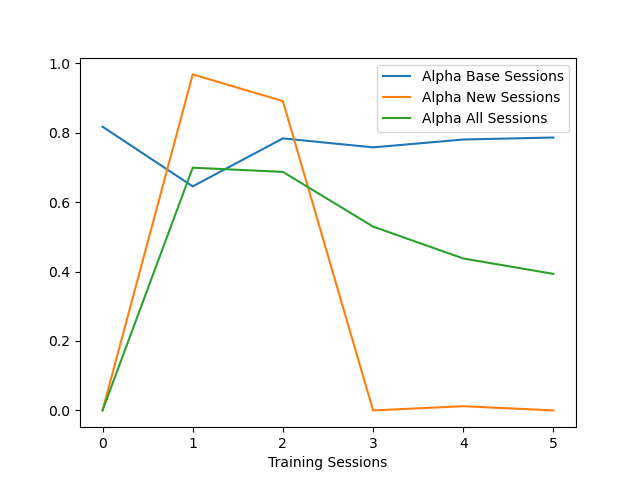 1.0
0.8
0.6
0.4
0.2
0.0
Alpha Base Sessions
Alpha New Sessions
Alpha All Sessions
0 1 2 3 4 5
Training Sessions